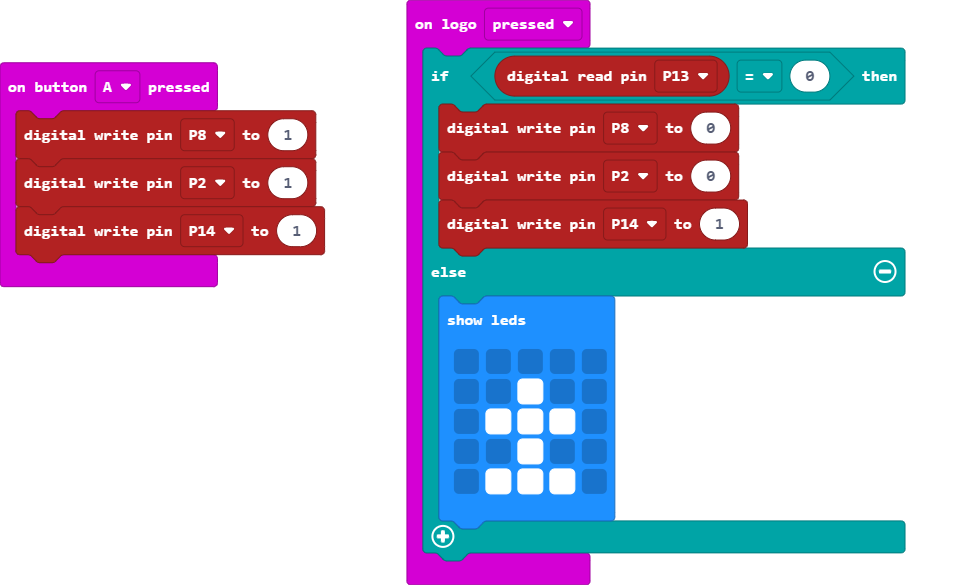 on button A pressed
digital write pin P8 to 1
digital write pin P2 to 1
digital write pin P14 to 1
on logo pressed
if digital read pin P13 = 0 then
digital write pin P8 to 0
digital write pin P2 to 0
digital write pin P14 to 1
else
show leds